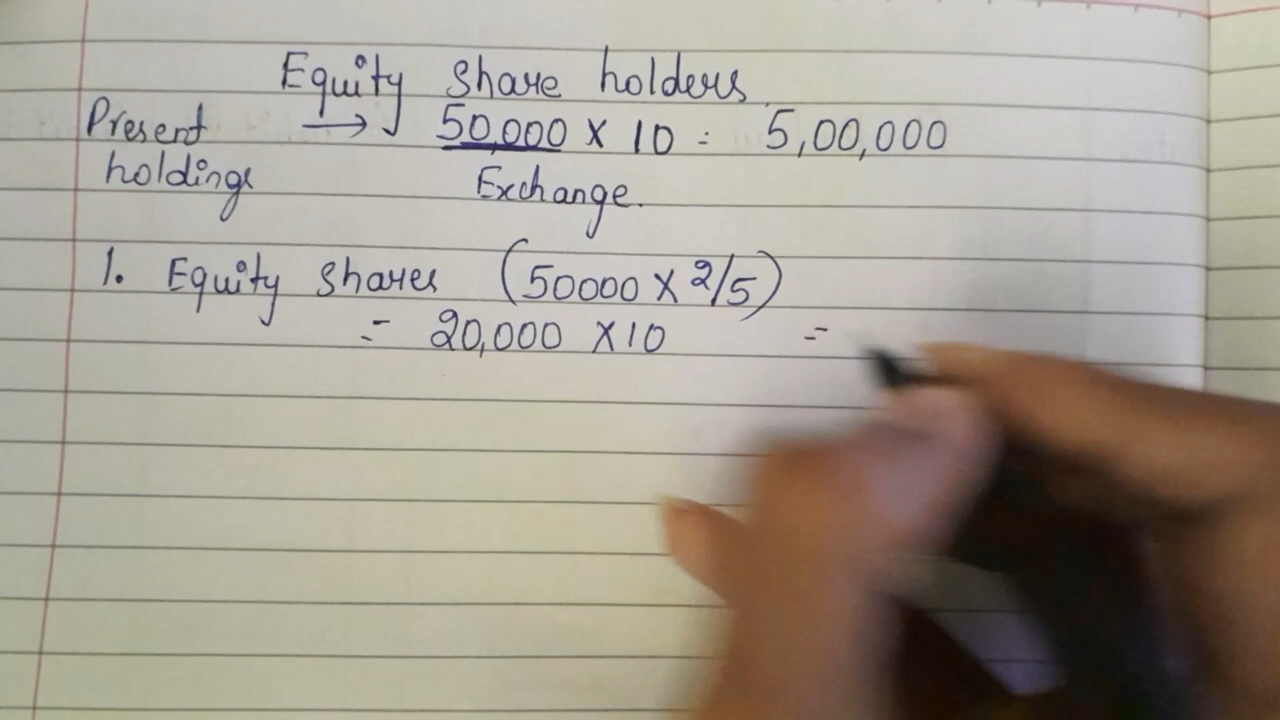 Equity Share holders
Present → 50,000 X 10 = 5,00,000
holdings Exchange.
1. Equity Shares (50000 X 2/5)
= 20,000 X 10 =